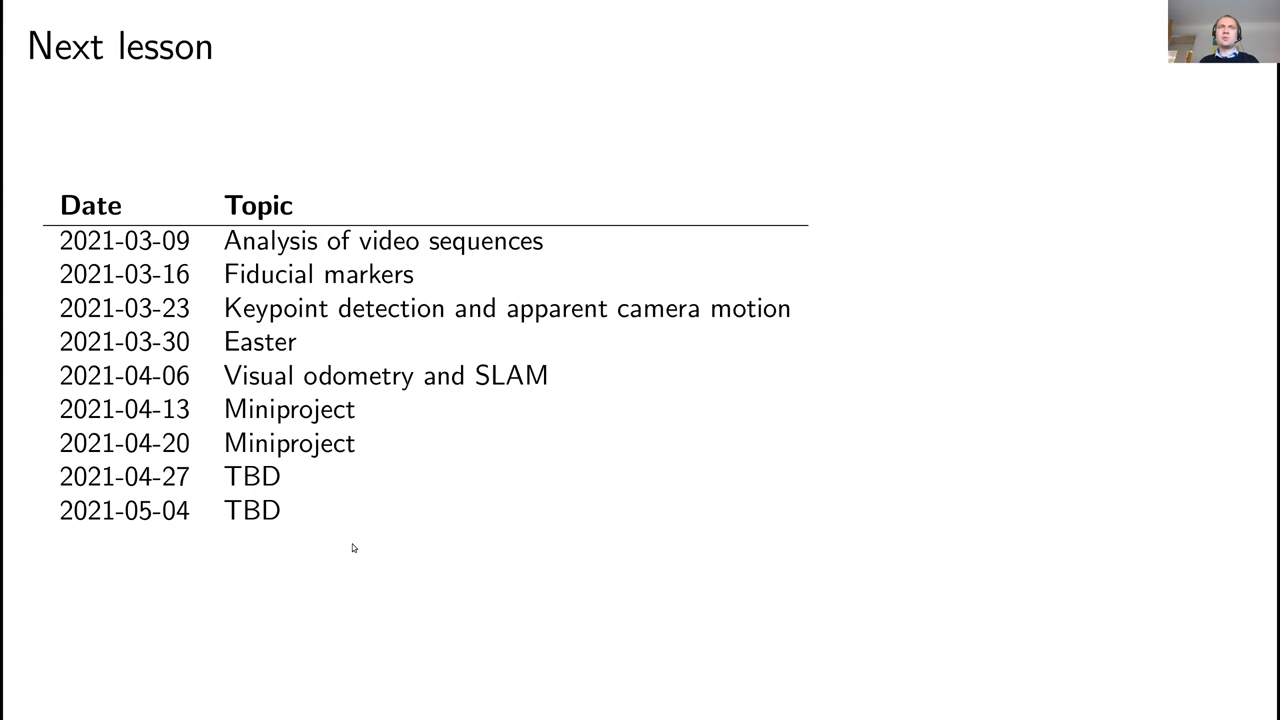 Next lesson
Date Topic
2021-03-09 Analysis of video sequences
2021-03-16 Fiducial markers
2021-03-23 Keypoint detection and apparent camera motion
2021-03-30 Easter
2021-04-06 Visual odometry and SLAM
2021-04-13 Miniproject
2021-04-20 Miniproject
2021-04-27 TBD
2021-05-04 TBD